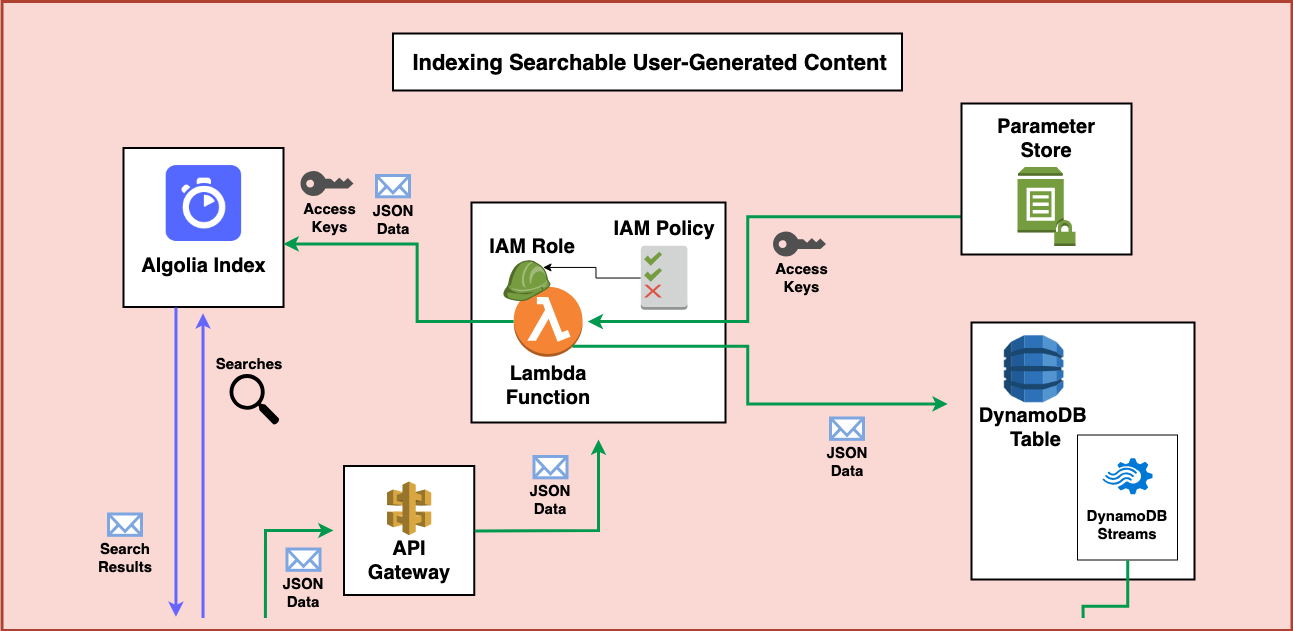 Indexing Searchable User-Generated Content
Parameter
Store
Access
Keys
JSON
Data
Algolia Index
IAM Role
IAM Policy
Access
Keys
Lambda
Function
Searches
DynamoDB
Table
JSON
Data
JSON
Data
DynamoDB
Streams
Search
Results
API
Gateway
JSON
Data